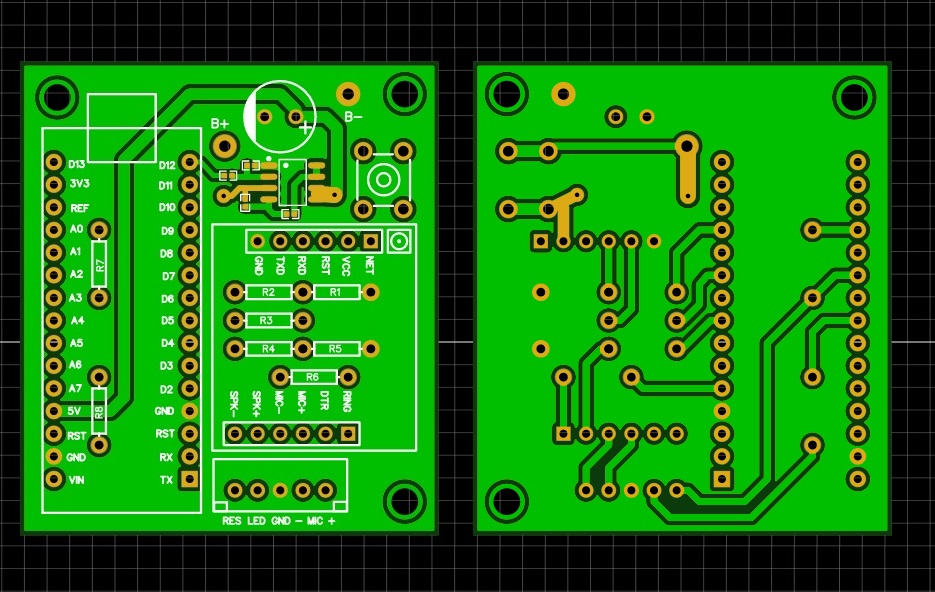 B+
B-
+
D13
D12
3V3
D11
REF
D10
A0
D9
A1
D8
A2
R7
D7
A3
D6
A4
D5
A5
D4
A6
D3
A7
D2
5V
R8
GND
RST
RST
GND
RX
VIN
TX
GND TXD RXD RST VCC NET
R2 R1
R3
R4 R5
R6
SPK- SPK+ MIC- MIC+ DTR RING
RES LED GND - MIC +